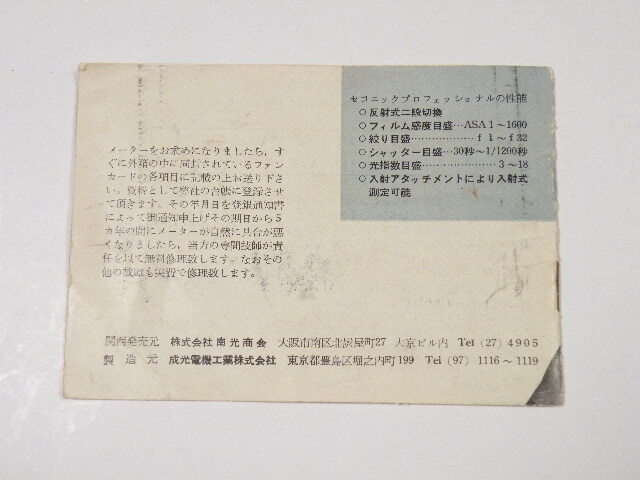 セコニックプロフェッショナルの性能
○反射式二段切換
○フィルム感度目盛…ASA 1～1600
○絞り目盛………………f 1～f 32
○シャッター目盛…30秒～1/1200秒
○光指数目盛…………………3～18
○入射アタッチメントにより入射式
測定可能
メーターをお求めになりましたら,す
ぐに外箱の中に同封されているファン
カードの各項目に記載の上お送り下さ
い。資料として弊社の台帳に登録させ
て頂きます。その年月日を登録通知書
によって御通知申上げその期日から5
カ年の間にメーターが自然に具合が悪
くなりましたら,当方の専門技師が責
任を以て無料修理致します。なおその
他の故障も実費で修理致します。
関西発売元 株式会社南光商会 大阪市南区北炭屋町27 大京ビル内 Tel (27) 4905
製造元 成光電機工業株式会社 東京都豊島区堀之内町199 Tel (97) 1116～1119